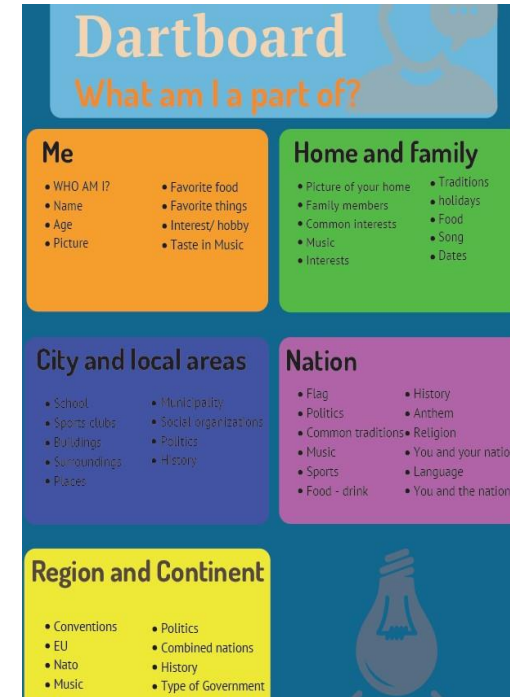 Dartboard
What am I a part of?
Me
• WHO AM I?
• Name
• Age
• Picture
• Favorite food
• Favorite things
• Interest/ hobby
• Taste in Music
Home and family
• Picture of your home
• Family members
• Common interests
• Music
• Interests
• Traditions
• holidays
• Food
• Song
• Dates
City and local areas
• School
• Sports clubs
• Buildings
• Surroundings
• Places
• Municipality
• Social organizations
• Politics
• History
Nation
• Flag
• Politics
• Common traditions
• Music
• Sports
• Food - drink
• History
• Anthem
• Religion
• You and your natio
• Language
• You and the nation
Region and Continent
• Conventions
• EU
• Nato
• Music
• Politics
• Combined nations
• History
• Type of Government